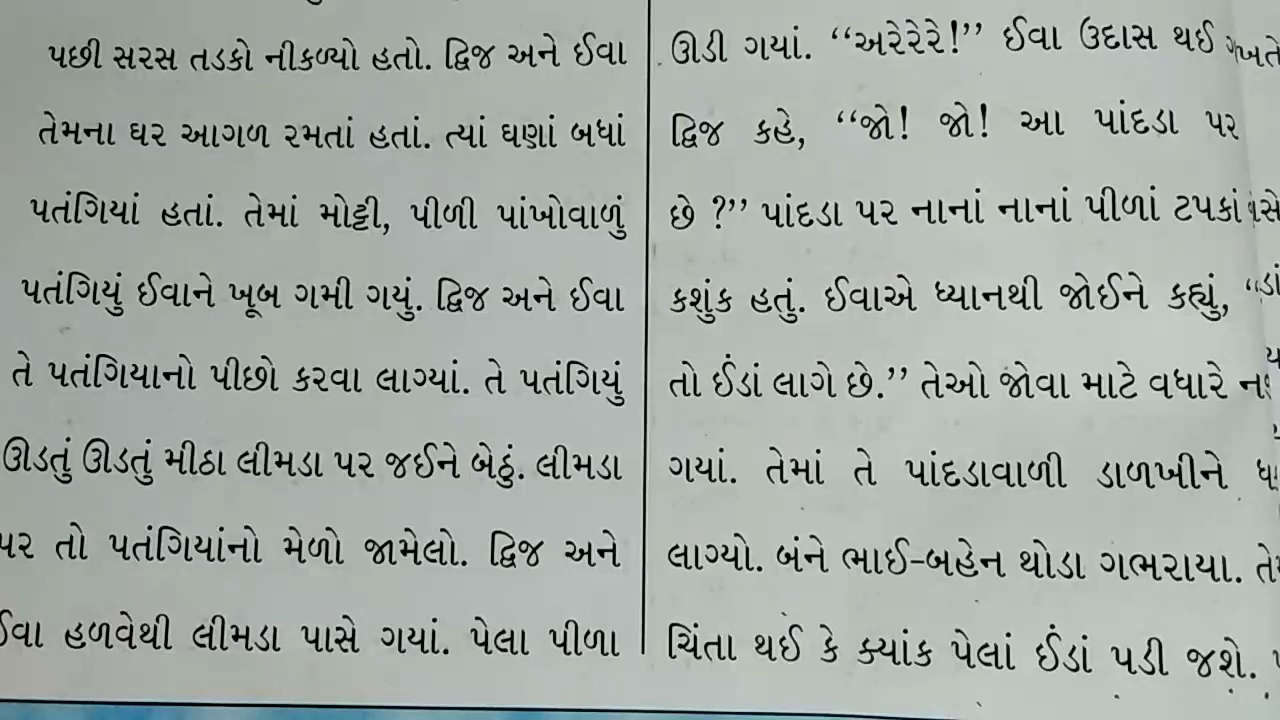 પછી સરસ તડકો નીકળ્યો હતો. દ્વિજ અને ઈવા
તેમના ઘર આગળ રમતાં હતાં. ત્યાં ઘણાં બધાં
પતંગિયાં હતાં. તેમાં મોટ્ટી, પીળી પાંખોવાળું
પતંગિયું ઈવાને ખૂબ ગમી ગયું. દ્વિજ અને ઈવા
તે પતંગિયાનો પીછો કરવા લાગ્યાં. તે પતંગિયું
ઊડતું ઊડતું મીઠા લીમડા પર જઈને બેઠું. લીમડા
પર તો પતંગિયાંનો મેળો જામેલો. દ્વિજ અને
ઈવા હળવેથી લીમડા પાસે ગયાં. પેલા પીળા
ઊડી ગયાં. “અરેરેરે!” ઈવા ઉદાસ થઈ
દ્વિજ કહે, “જો! જો! આ પાંદડા પર
છે ?” પાંદડા પર નાનાં નાનાં પીળાં ટપકાં
કશુંક હતું. ઈવાએ ધ્યાનથી જોઈને કહ્યું,
તો ઈંડાં લાગે છે.” તેઓ જોવા માટે વધારે
ગયાં. તેમાં તે પાંદડાવાળી ડાળખીને
લાગ્યો. બંને ભાઈ-બહેન થોડા ગભરાયા.
ચિંતા થઈ કે ક્યાંક પેલાં ઈંડાં પડી જશે.